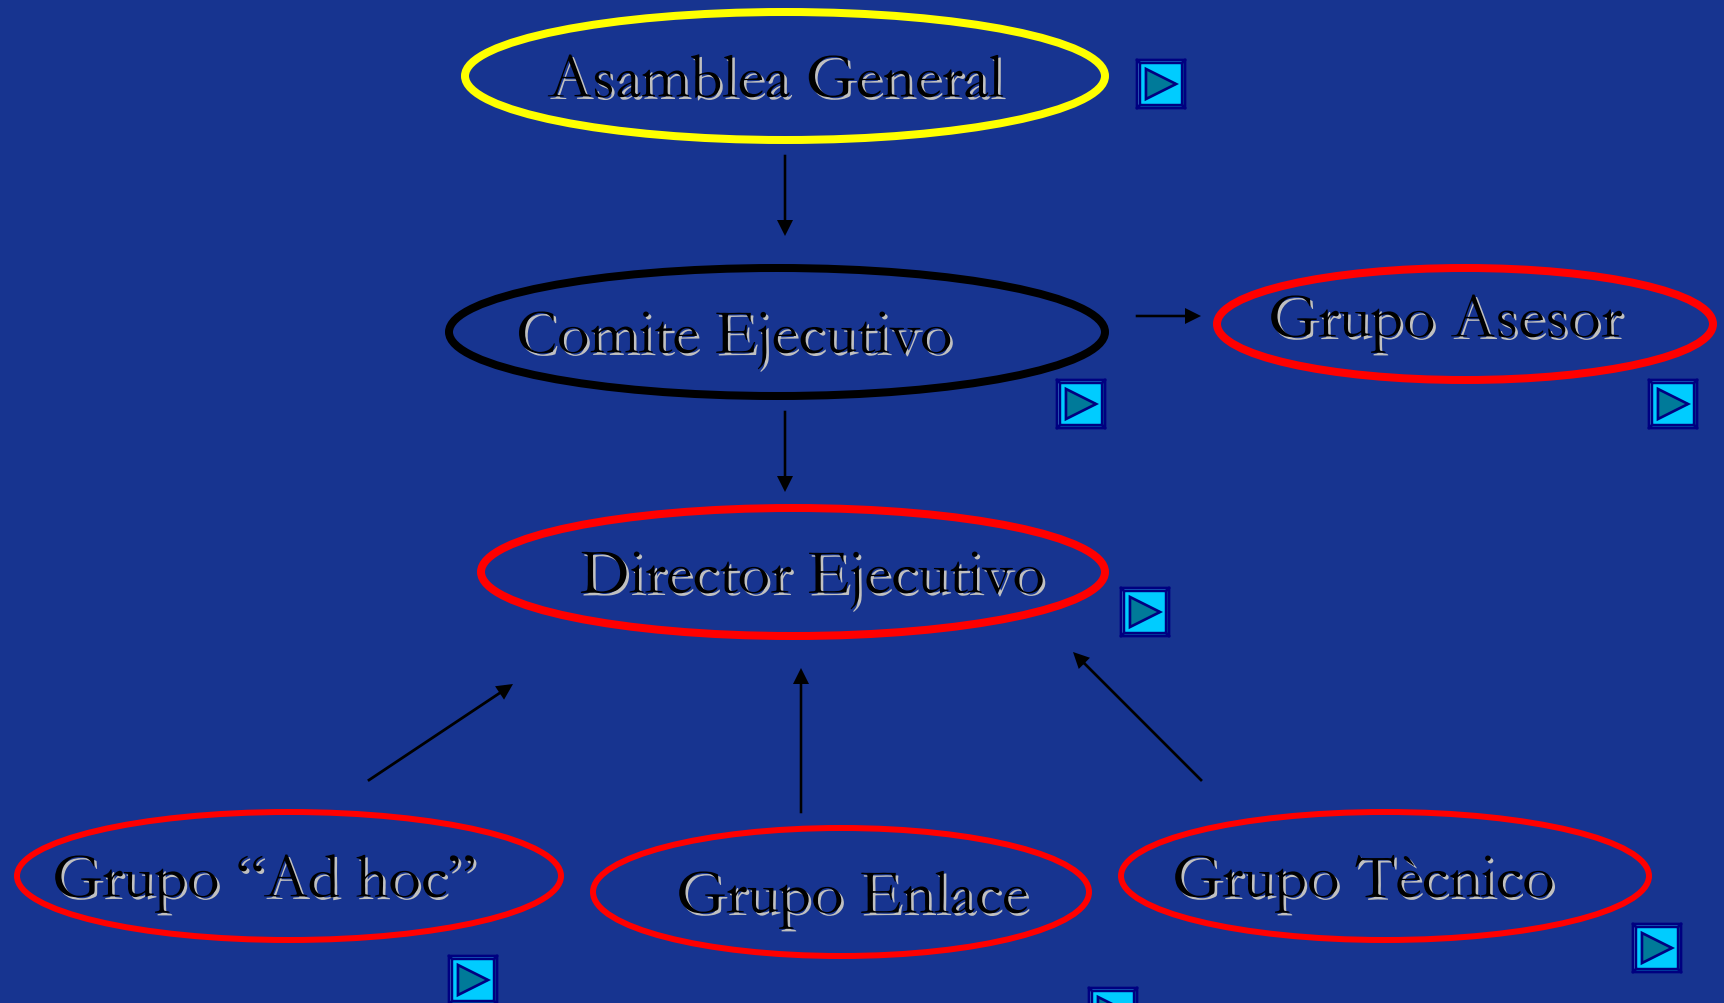 Asamblea General
Comite Ejecutivo
Grupo Asesor
Director Ejecutivo
Grupo “Ad hoc”
Grupo Enlace
Grupo Tècnico